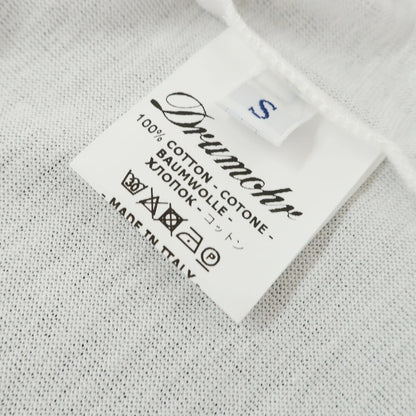 S
Drumohr
100% COTTON - COTONE -
BAUMWOLLE -
ХЛОПОК - コットン
30 P
MADE IN ITALY